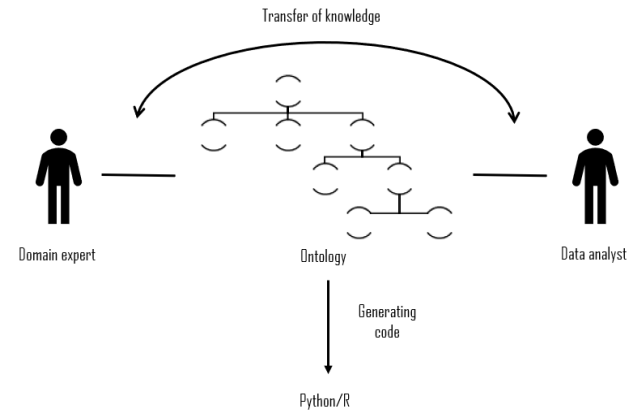 Transfer of knowledge
Domain expert
Ontology
Data analyst
Generating
code
Python/R